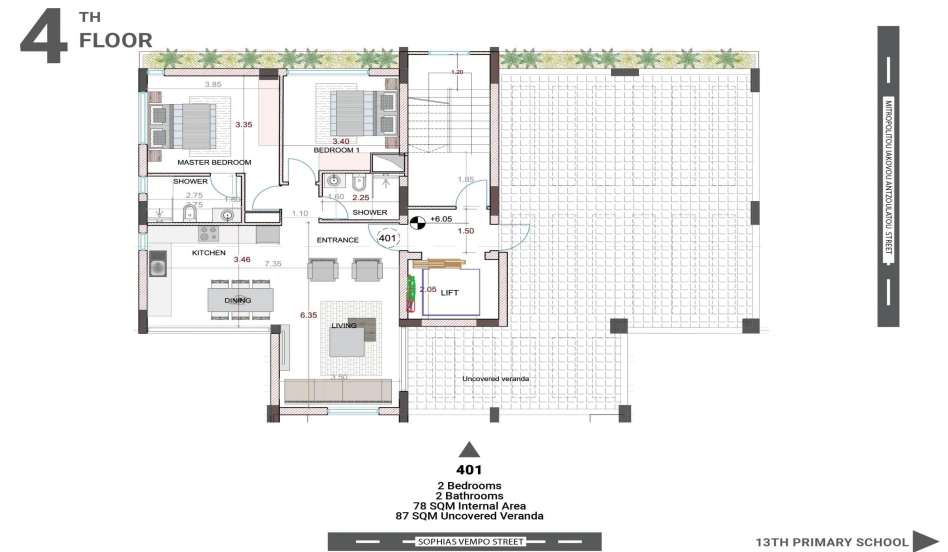 4 TH
FLOOR
1.20
3.85
3.35
3.40
BEDROOM 1
MASTER BEDROOM
SHOWER
1.60
2.75
2.75
1.60
2.25
SHOWER
1.85
1.10
+6.05
1.50
ENTRANCE
401
KITCHEN
3.46
7.35
2.05
LIFT
DINING
6.35
LIVING
3.50
Uncovered veranda
MITROPOLITOU IAKOVOU ANTZOULATOU STREET
401
2 Bedrooms
2 Bathrooms
78 SQM Internal Area
87 SQM Uncovered Veranda
SOPHIAS VEMPO STREET
13TH PRIMARY SCHOOL